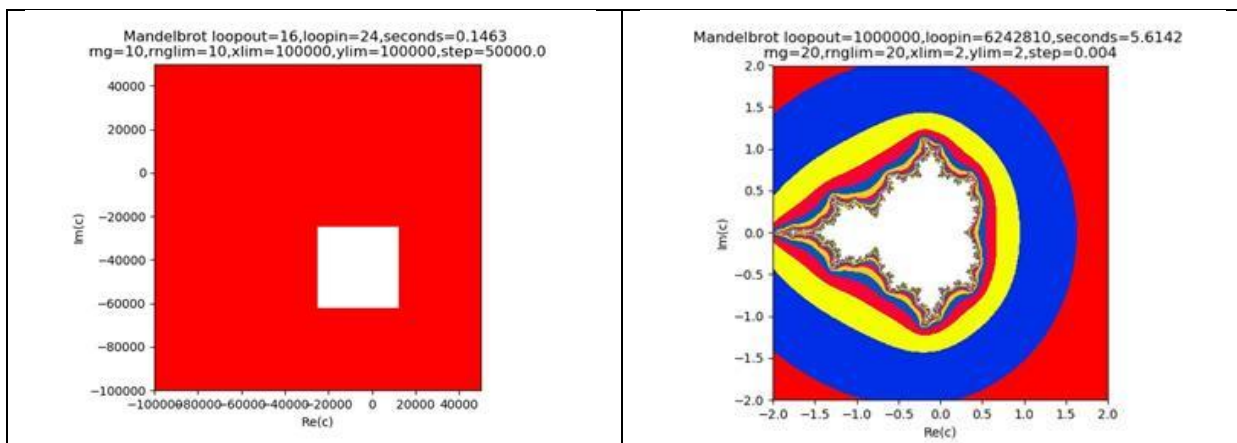 Mandelbrot loopout=16,loopin=24,seconds=0.1463
rng=10,rnglim=10,xlim=100000,ylim=100000,step=50000.0
40000
20000
0
−20000
−40000
−60000
−80000
−100000
Im(c)
−100000−80000−60000−40000−20000 0 20000 40000
Re(c)
Mandelbrot loopout=1000000,loopin=6242810,seconds=5.6142
rng=20,rnglim=20,xlim=2,ylim=2,step=0.004
2.0
1.5
1.0
0.5
0.0
−0.5
−1.0
−1.5
−2.0
Im(c)
−2.0 −1.5 −1.0 −0.5 0.0 0.5 1.0 1.5 2.0
Re(c)